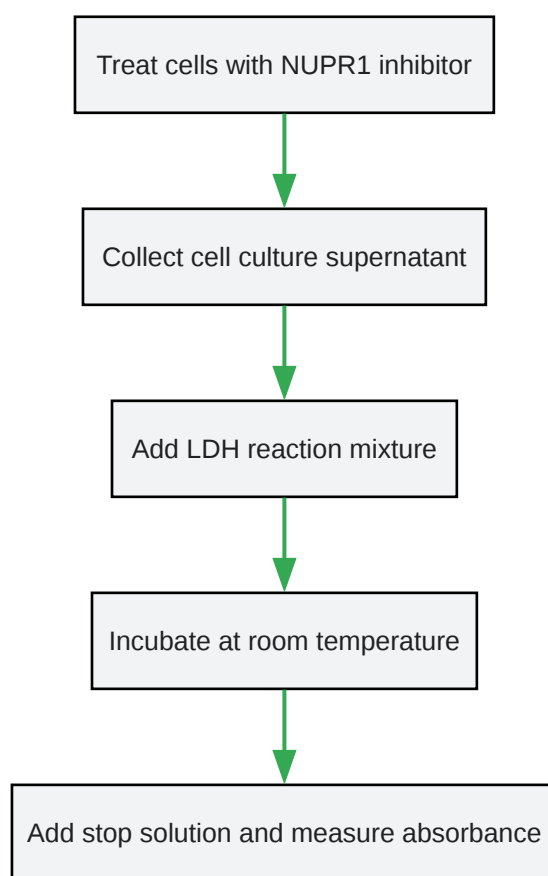 Treat cells with NUPR1 inhibitor
Collect cell culture supernatant
Add LDH reaction mixture
Incubate at room temperature
Add stop solution and measure absorbance